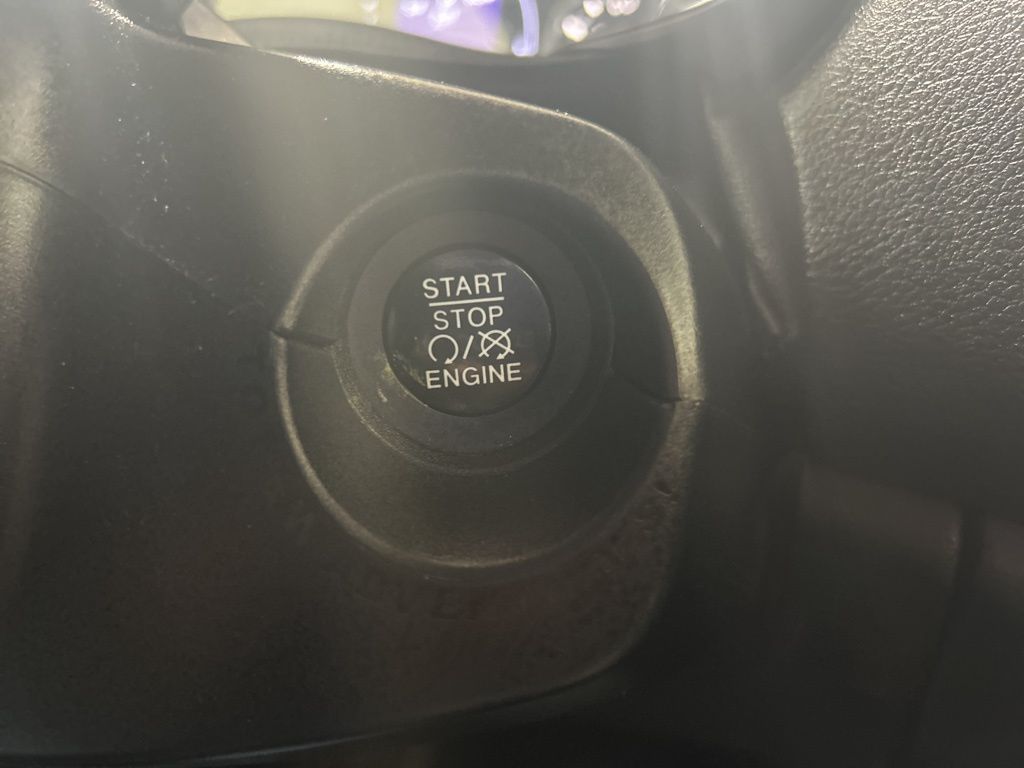 START
STOP
/
ENGINE